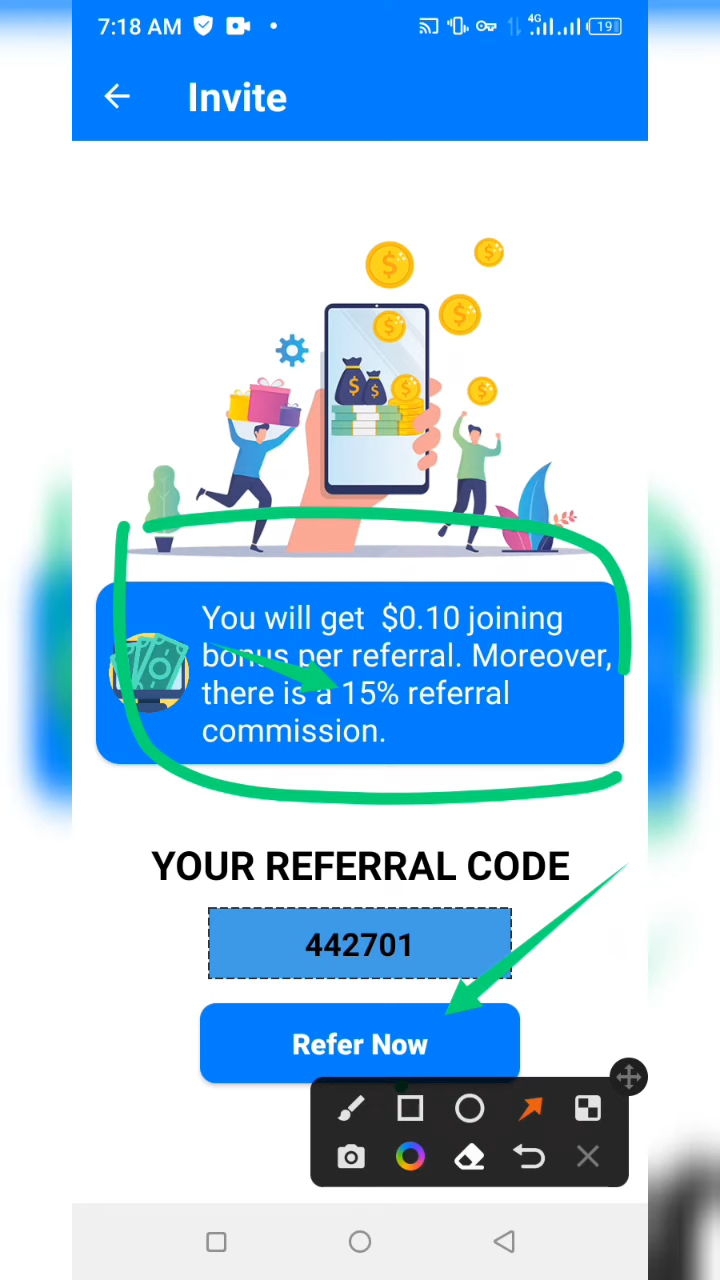 7:18 AM
4G
19
Invite
You will get $0.10 joining
bonus per referral. Moreover,
there is a 15% referral
commission.
YOUR REFERRAL CODE
442701
Refer Now